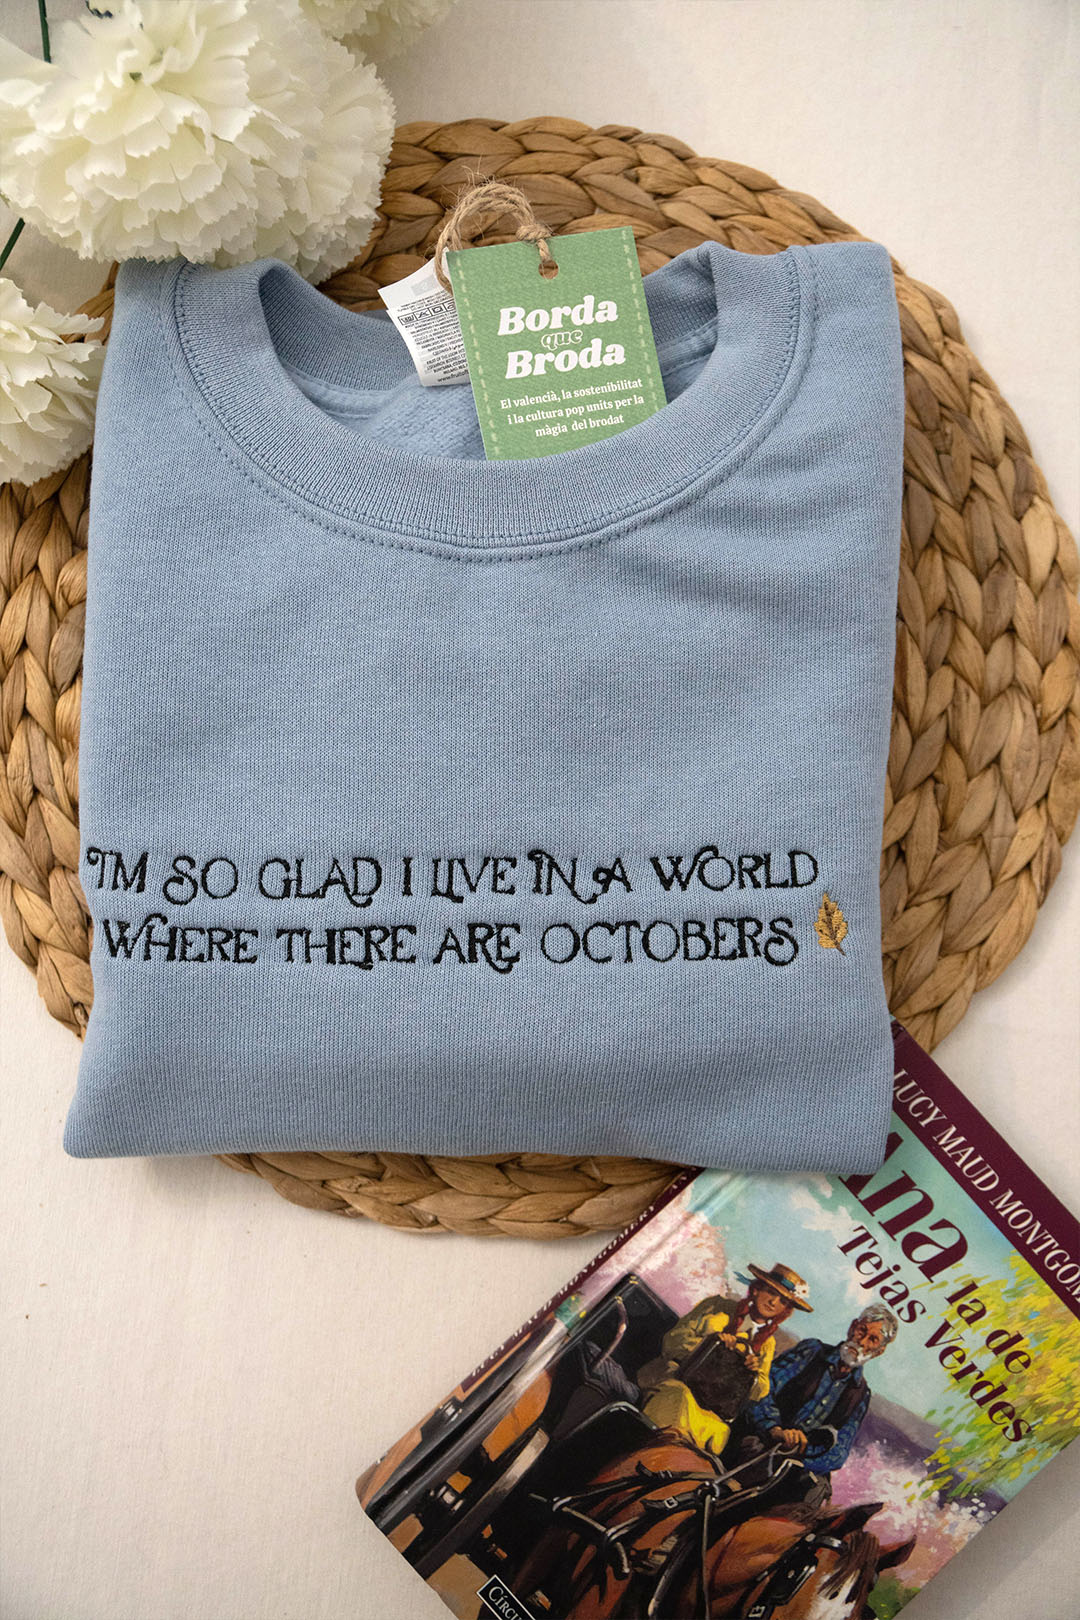 Borda
que
Broda
El valencià, la sostenibilitat
i la cultura pop units per la
màgia del brodat
I'M SO GLAD I LIVE IN A WORLD
WHERE THERE ARE OCTOBERS
LUCY MAUD MONTGOM
Ana
la de
Tejas Verdes